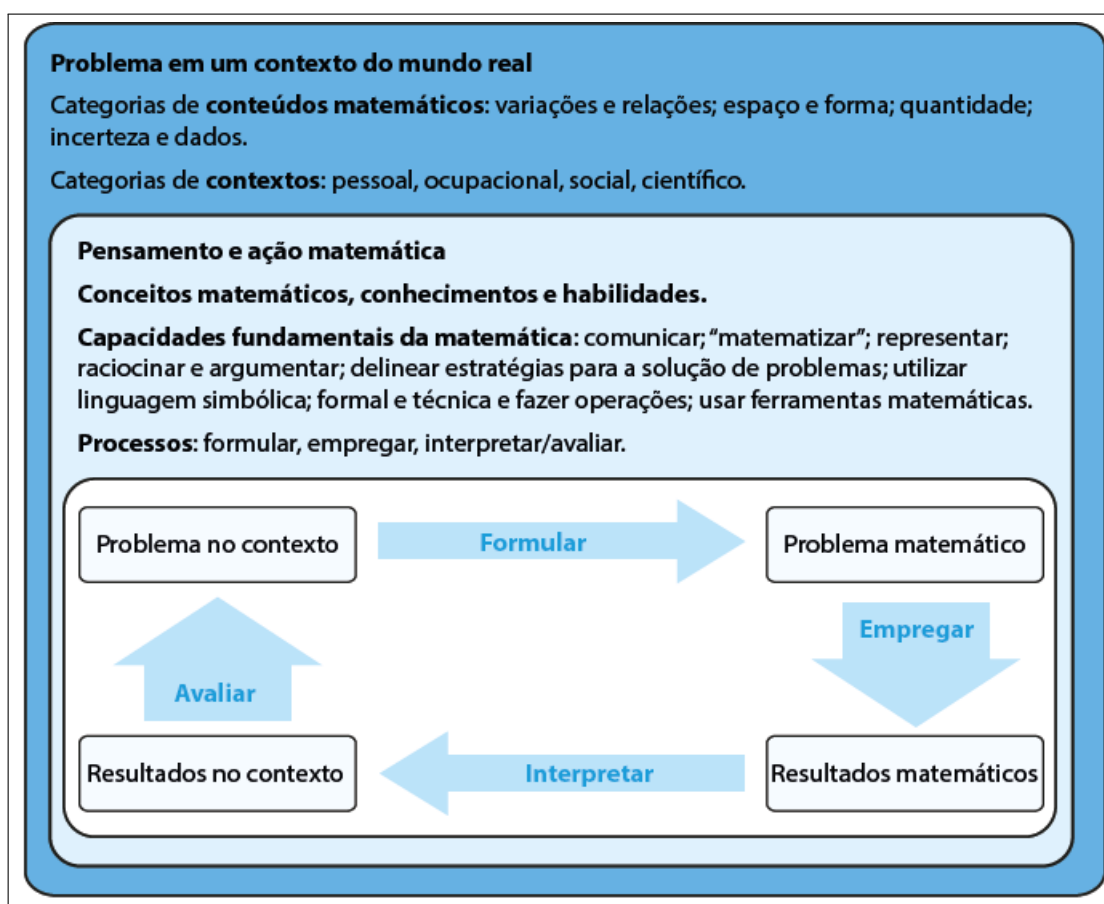 Problema em um contexto do mundo real
Categorias de conteúdos matemáticos: variações e relações; espaço e forma; quantidade;
incerteza e dados.
Categorias de contextos: pessoal, ocupacional, social, científico.
Pensamento e ação matemática
Conceitos matemáticos, conhecimentos e habilidades.
Capacidades fundamentais da matemática: comunicar; “matematizar”; representar;
raciocinar e argumentar; delinear estratégias para a solução de problemas; utilizar
linguagem simbólica; formal e técnica e fazer operações; usar ferramentas matemáticas.
Processos: formular, empregar, interpretar/avaliar.
Problema no contexto
Formular
Problema matemático
Empregar
Avaliar
Resultados no contexto
Interpretar
Resultados matemáticos